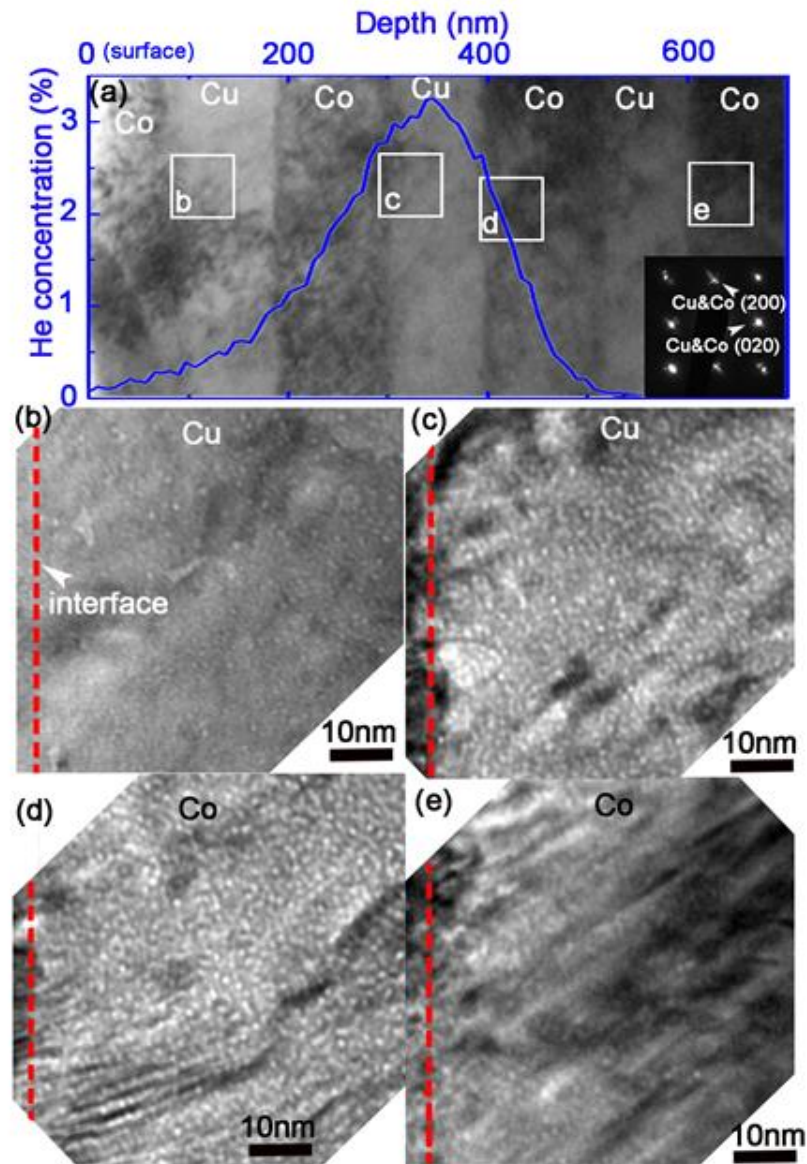 Depth (nm)
0 (surface) 200 400 600
He concentration (%)
3
2
1
0
(a)
Co Cu Co Cu Co Cu Co
b c d e
Cu&Co (200)
Cu&Co (020)
(b) Cu
interface
10nm
(c) Cu
10nm
(d) Co
10nm
(e) Co
10nm